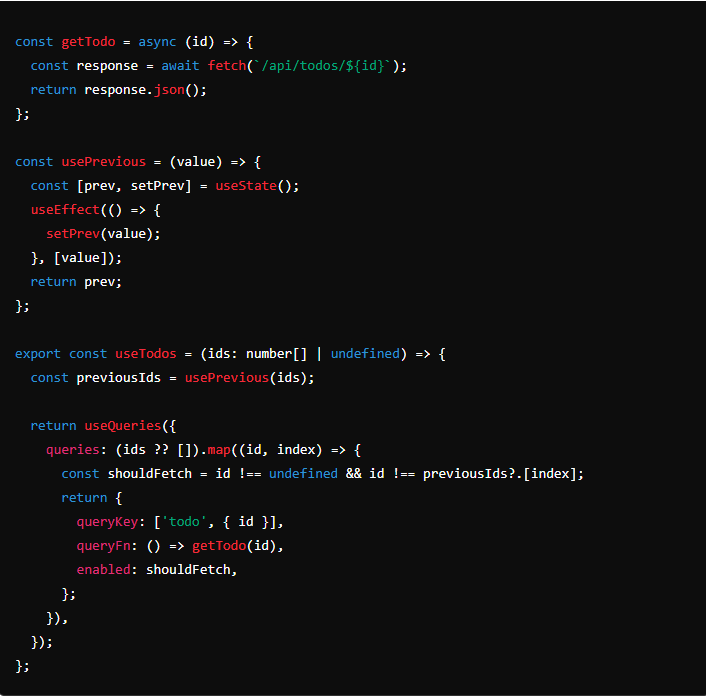 const getTodo = async (id) => {
  const response = await fetch(`/api/todos/${id}`);
  return response.json();
};

const usePrevious = (value) => {
  const [prev, setPrev] = useState();
  useEffect(() => {
    setPrev(value);
  }, [value]);
  return prev;
};

export const useTodos = (ids: number[] | undefined) => {
  const previousIds = usePrevious(ids);

  return useQueries({
    queries: (ids ?? []).map((id, index) => {
      const shouldFetch = id !== undefined && id !== previousIds?.[index];
      return {
        queryKey: ['todo', { id }],
        queryFn: () => getTodo(id),
        enabled: shouldFetch,
      };
    }),
  });
};